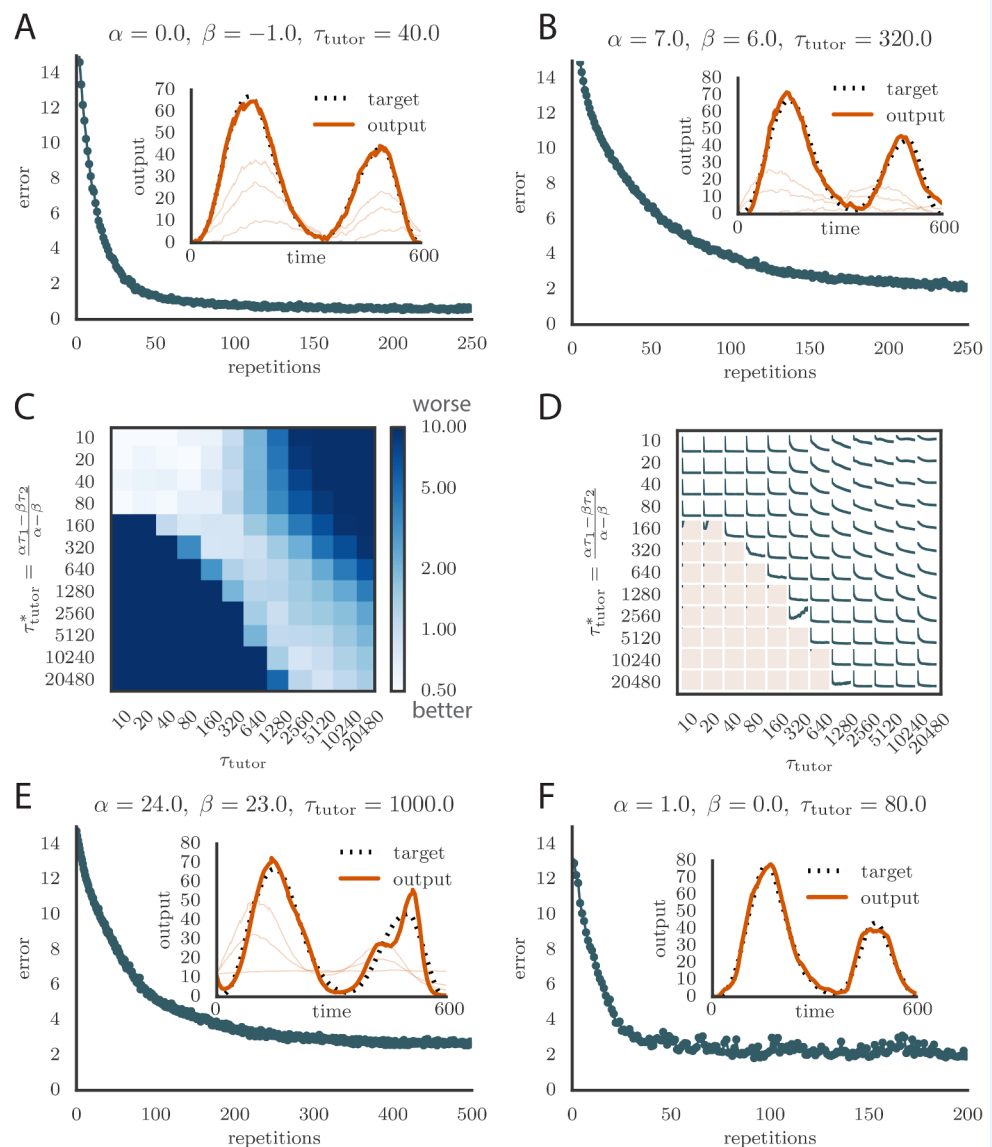 A
α = 0.0, β = −1.0, τtutor = 40.0
error
14
12
10
8
6
4
2
0
0 50 100 150 200 250
repetitions
output
70
60
50
40
30
20
10
0
0 time 600
target
output
B
α = 7.0, β = 6.0, τtutor = 320.0
error
14
12
10
8
6
4
2
0
0 50 100 150 200 250
repetitions
output
80
70
60
50
40
30
20
10
0
0 time 600
target
output
C
τ*tutor = ατ1−βτ2 / α−β
10
20
40
80
160
320
640
1280
2560
5120
10240
20480
10 20 40 80 160 320 640 1280 2560 5120 10240 20480
τtutor
worse
10.00
5.00
2.00
1.00
0.50
better
D
τ*tutor = ατ1−βτ2 / α−β
10
20
40
80
160
320
640
1280
2560
5120
10240
20480
10 20 40 80 160 320 640 1280 2560 5120 10240 20480
τtutor
E
α = 24.0, β = 23.0, τtutor = 1000.0
error
14
12
10
8
6
4
2
0
0 100 200 300 400 500
repetitions
output
80
70
60
50
40
30
20
10
0
0 time 600
target
output
F
α = 1.0, β = 0.0, τtutor = 80.0
error
14
12
10
8
6
4
2
0
0 50 100 150 200
repetitions
output
80
70
60
50
40
30
20
10
0
0 time 600
target
output